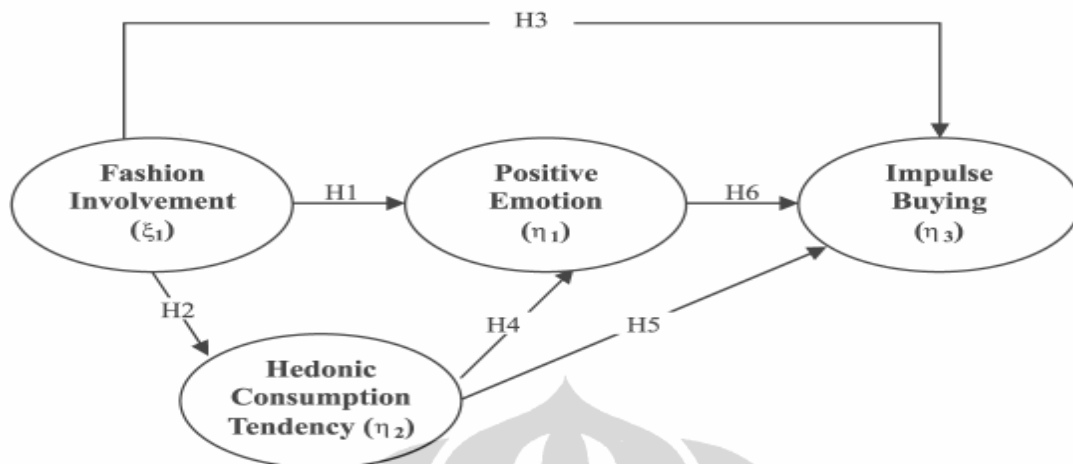 H3
Fashion
Involvement
(ξ1)
H1
Positive
Emotion
(η1)
H6
Impulse
Buying
(η3)
H2
H4
H5
Hedonic
Consumption
Tendency (η2)